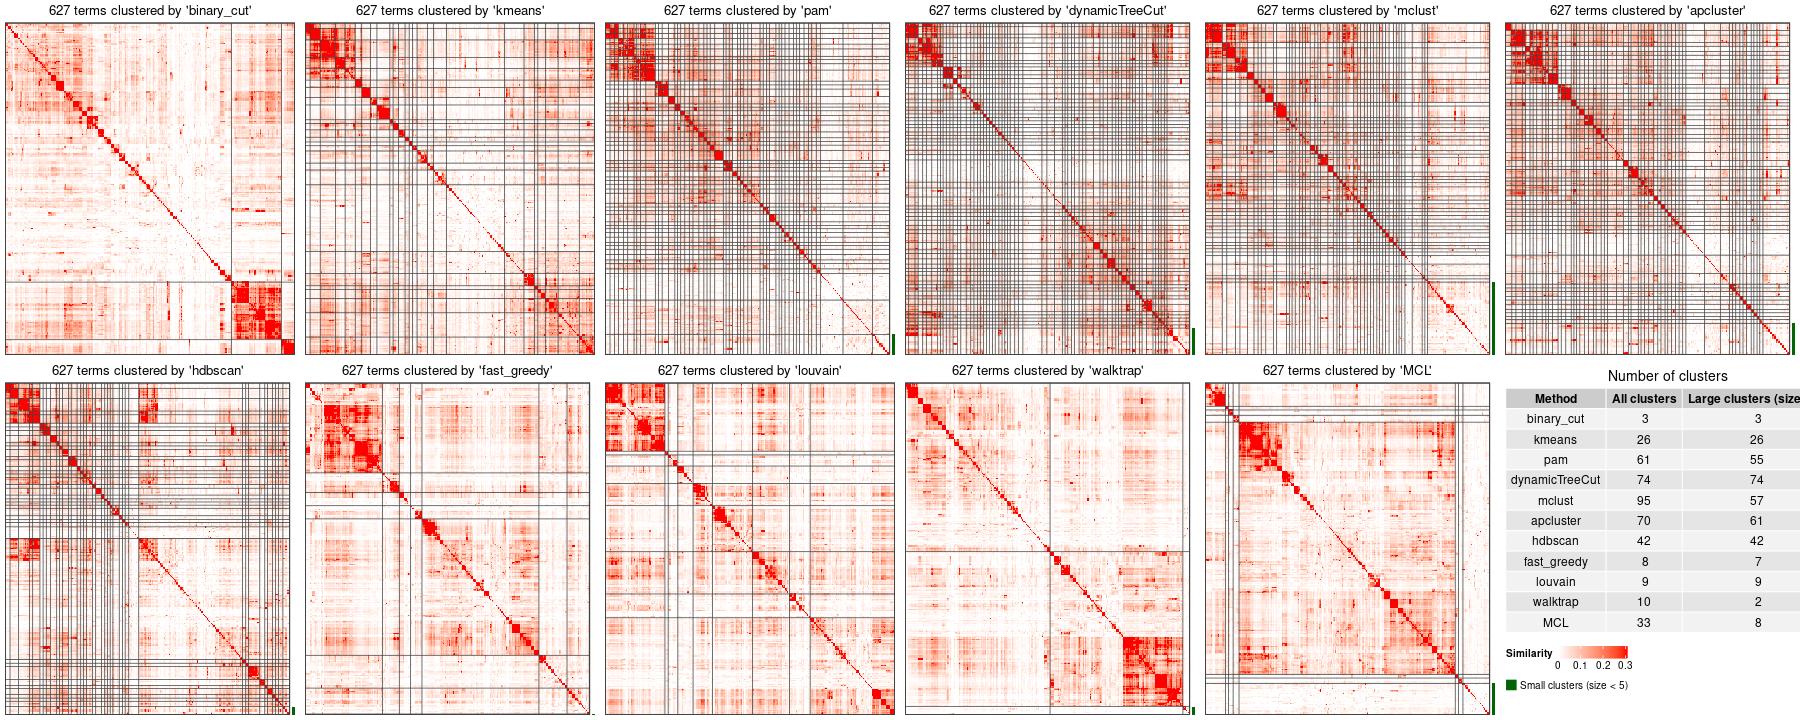 627 terms clustered by 'binary_cut'
627 terms clustered by 'kmeans'
627 terms clustered by 'pam'
627 terms clustered by 'dynamicTreeCut'
627 terms clustered by 'mclust'
627 terms clustered by 'apcluster'
627 terms clustered by 'hdbscan'
627 terms clustered by 'fast_greedy'
627 terms clustered by 'louvain'
627 terms clustered by 'walktrap'
627 terms clustered by 'MCL'
Number of clusters
Method All clusters Large clusters (size
binary_cut 3 3
kmeans 26 26
pam 61 55
dynamicTreeCut 74 74
mclust 95 57
apcluster 70 61
hdbscan 42 42
fast_greedy 8 7
louvain 9 9
walktrap 10 2
MCL 33 8
Similarity
0 0.1 0.2 0.3
Small clusters (size < 5)